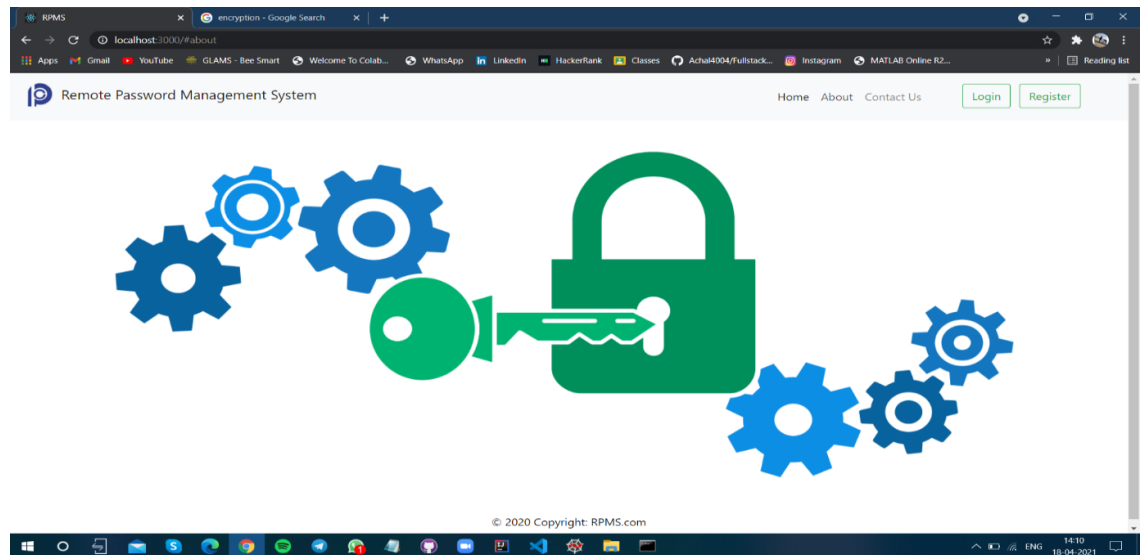 RPMS encryption - Google Search
localhost:3000/#about
Apps Gmail YouTube GLAMS - Bee Smart Welcome To Colab... WhatsApp LinkedIn HackerRank Classes Achal4004/Fullstack... Instagram MATLAB Online R2... » Reading list
Remote Password Management System Home About Contact Us Login Register
© 2020 Copyright: RPMS.com
ENG 14:10
18-04-2021